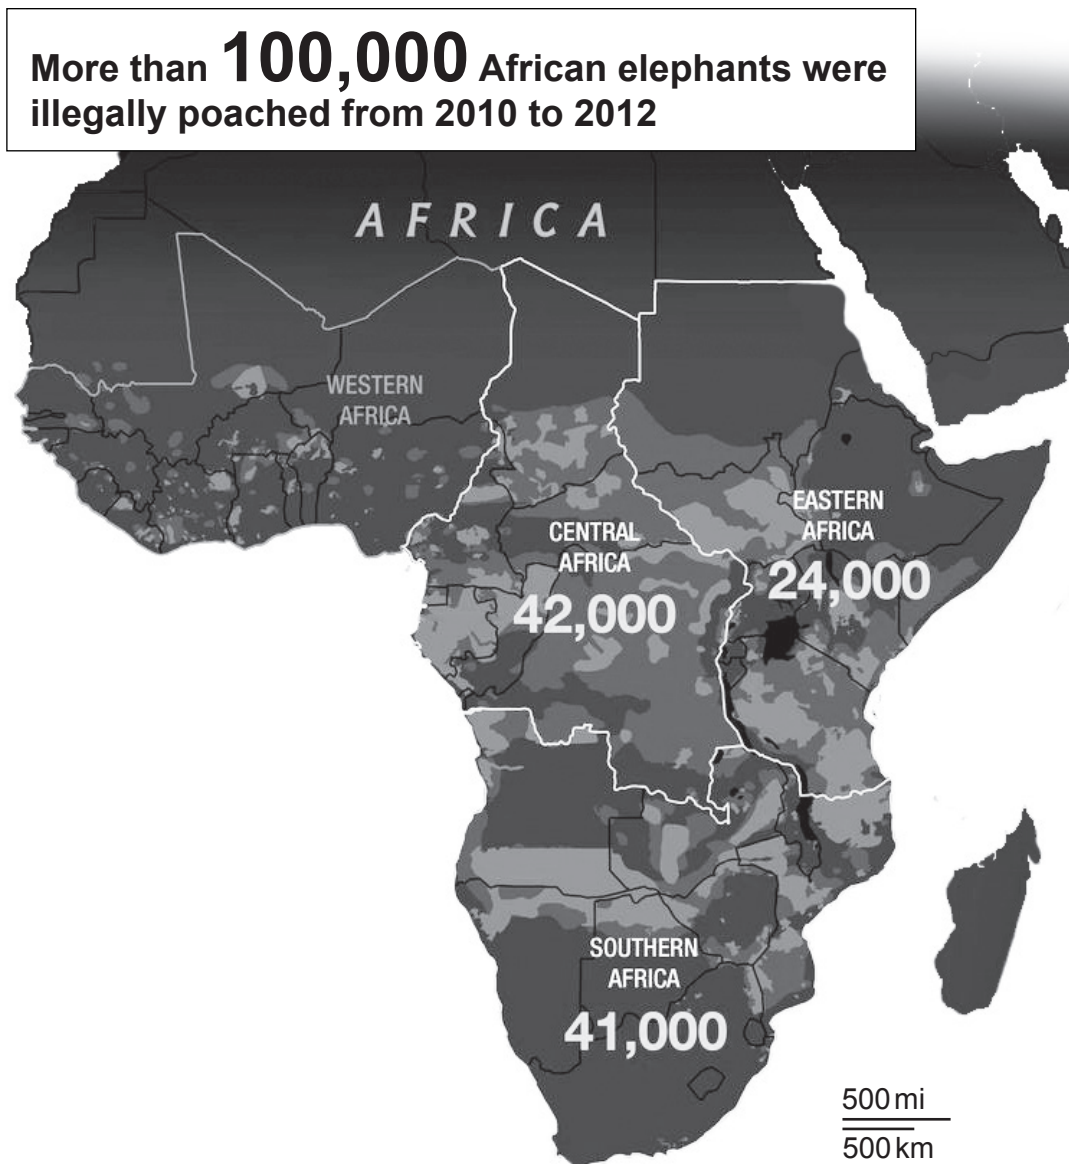 More than 100,000 African elephants were
illegally poached from 2010 to 2012
AFRICA
WESTERN
AFRICA
CENTRAL
AFRICA
42,000
EASTERN
AFRICA
24,000
SOUTHERN
AFRICA
41,000
500 mi
500 km